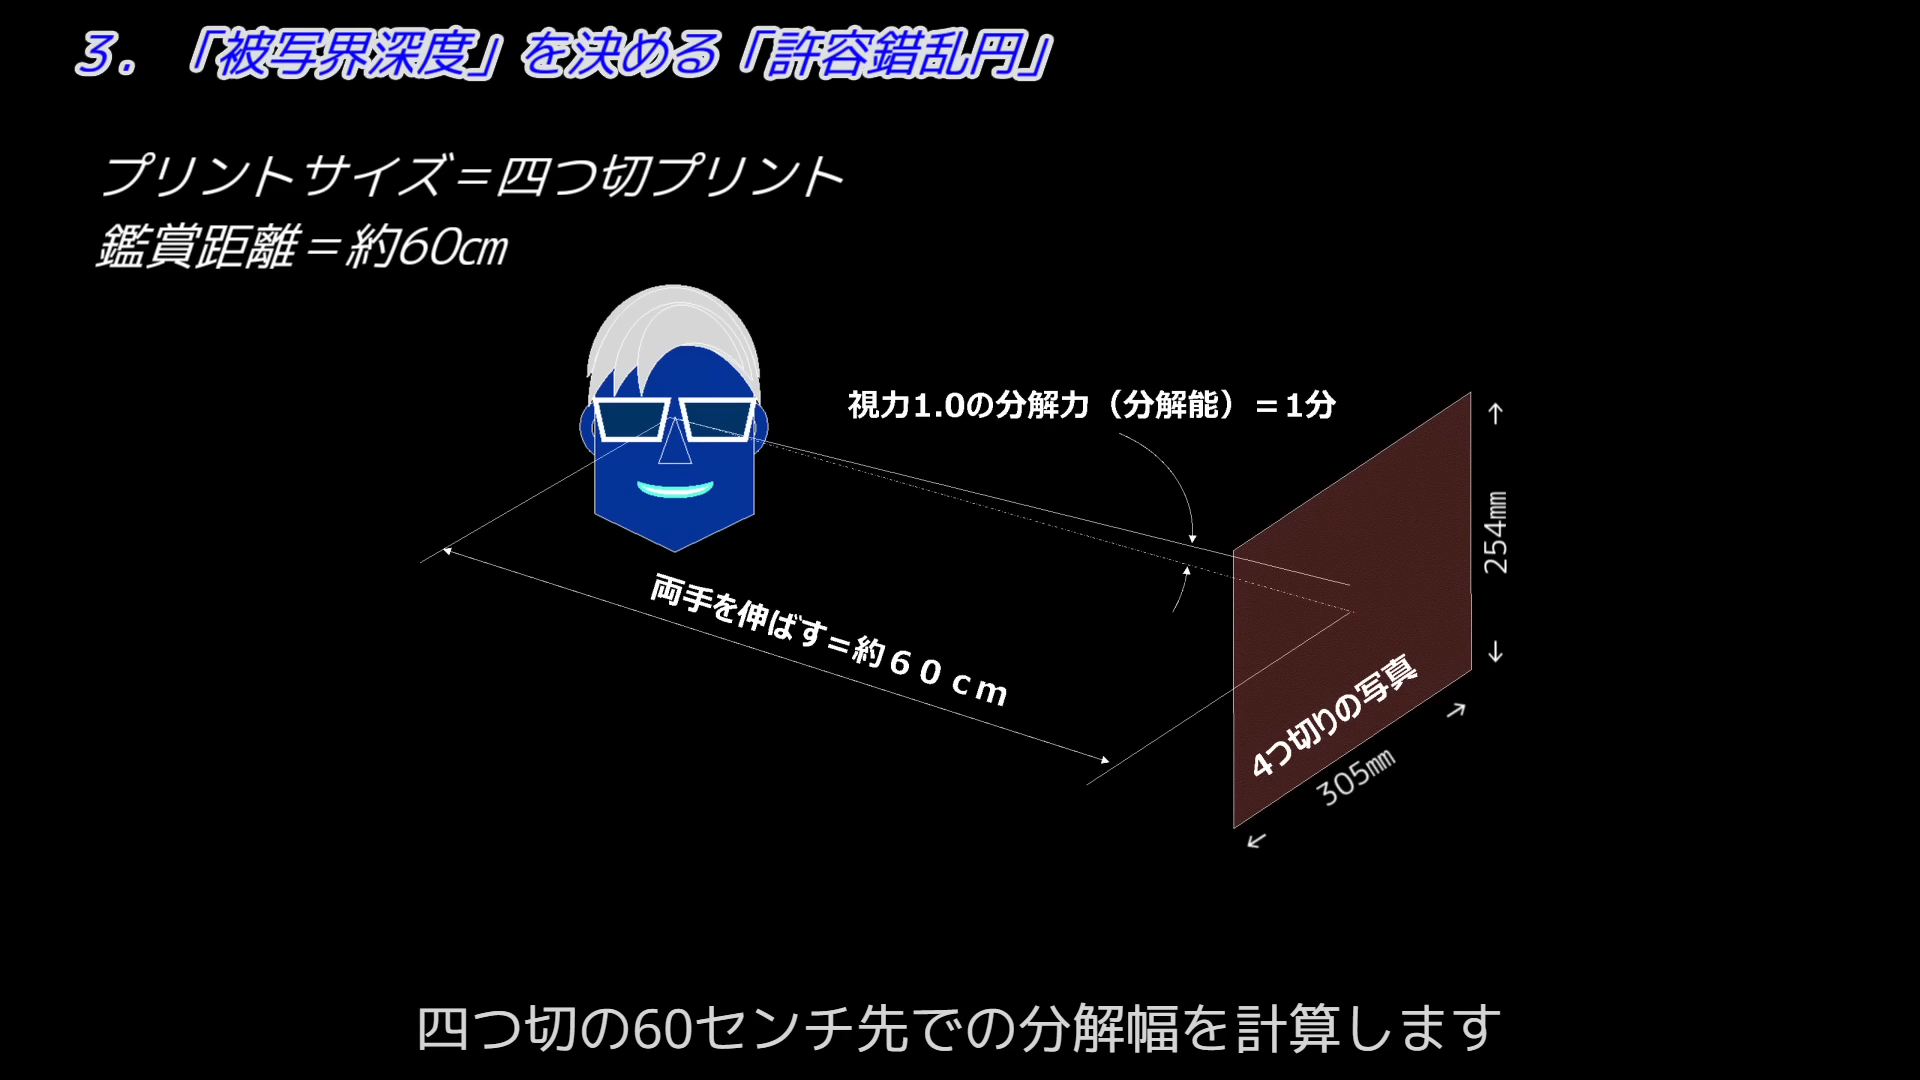 ３．「被写界深度」を決める「許容錯乱円」
プリントサイズ＝四つ切プリント
鑑賞距離＝約60㎝
視力1.0の分解力（分解能）＝1分
254㎜
両手を伸ばす＝約６０ｃｍ
4つ切りの写真
305㎜
四つ切の60センチ先での分解幅を計算します